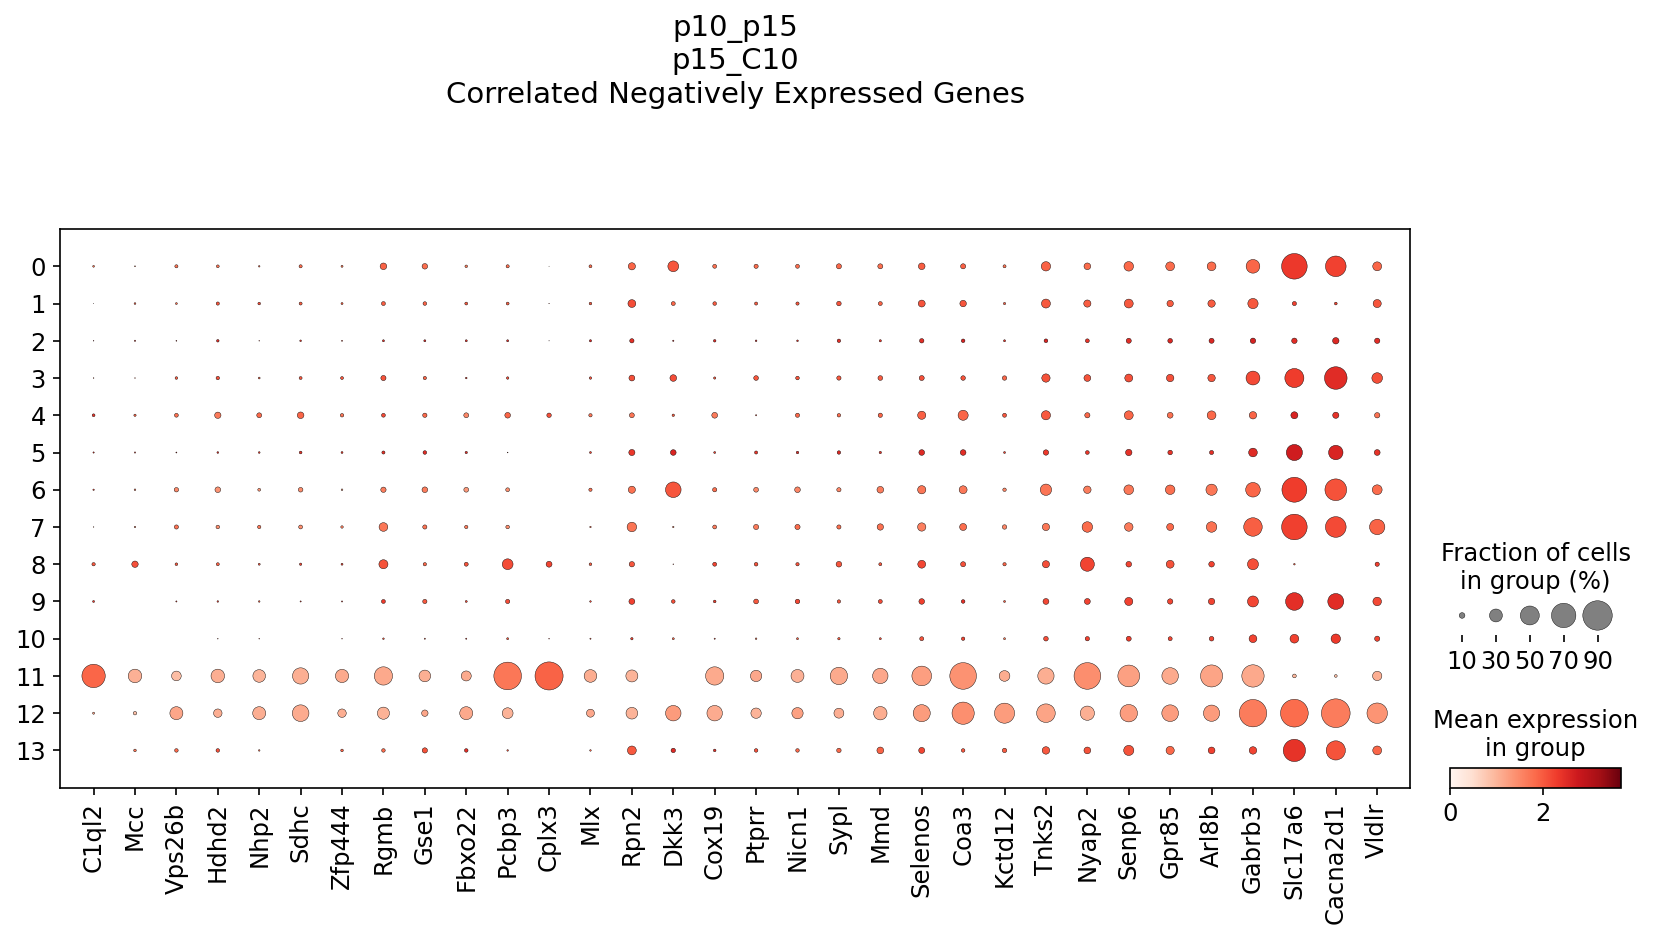 p10_p15
p15_C10
Correlated Negatively Expressed Genes
0
1
2
3
4
5
6
7
8
9
10
11
12
13
C1ql2
Mcc
Vps26b
Hdhd2
Nhp2
Sdhc
Zfp444
Rgmb
Gse1
Fbxo22
Pcbp3
Cplx3
Mlx
Rpn2
Dkk3
Cox19
Ptprr
Nicn1
Sypl
Mmd
Selenos
Coa3
Kctd12
Tnks2
Nyap2
Senp6
Gpr85
Arl8b
Gabrb3
Slc17a6
Cacna2d1
Vldlr
Fraction of cells
in group (%)
10 30 50 70 90
Mean expression
in group
0 2